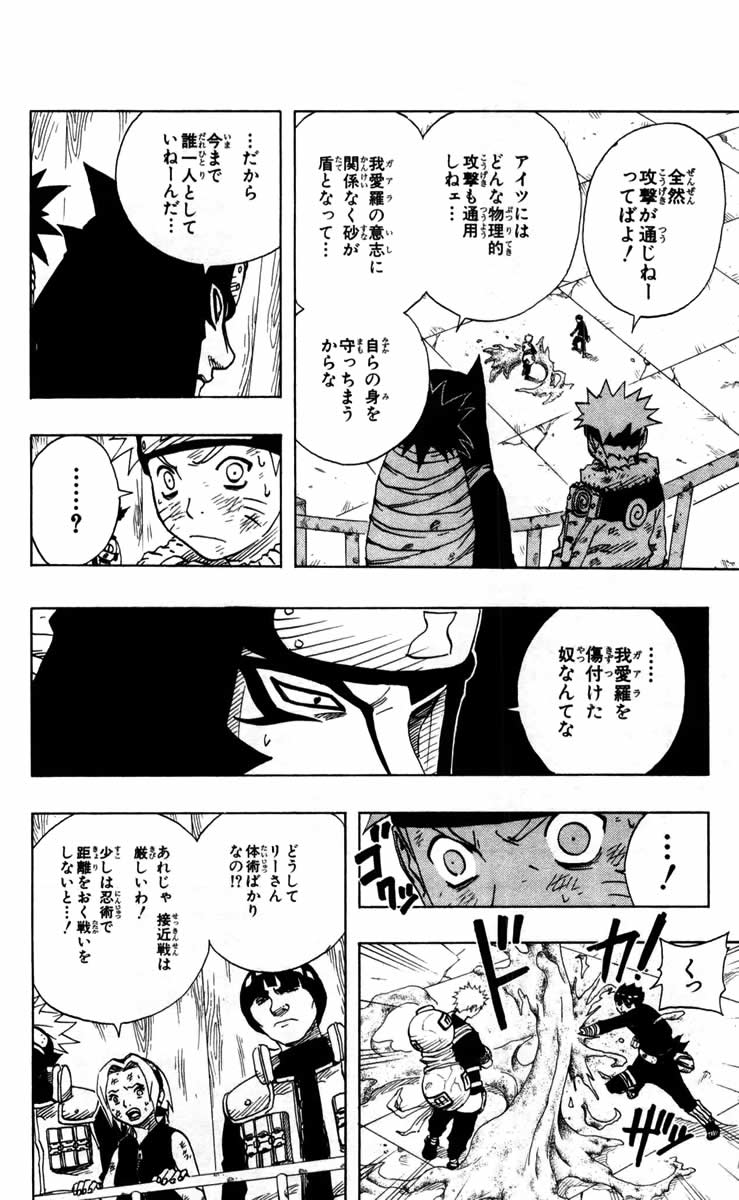 全然
攻撃が通じねー
ってばよ!
アイツには
どんな物理的
攻撃も通用
しねェ…
我愛羅の意志に
関係なく砂が
盾となって…
自らの身を
守っちまう
からな
…だから
今まで
誰一人として
いねーんだ…
………?
……
我愛羅を
傷付けた
奴なんてな
…!
ゴクッ
くっ
ドドドド
どうして
リーさん
体術ばかり
なの!?
あれじゃ 接近戦は
厳しいわ!
少しは忍術で
距離をおく戦いを
しないと…!